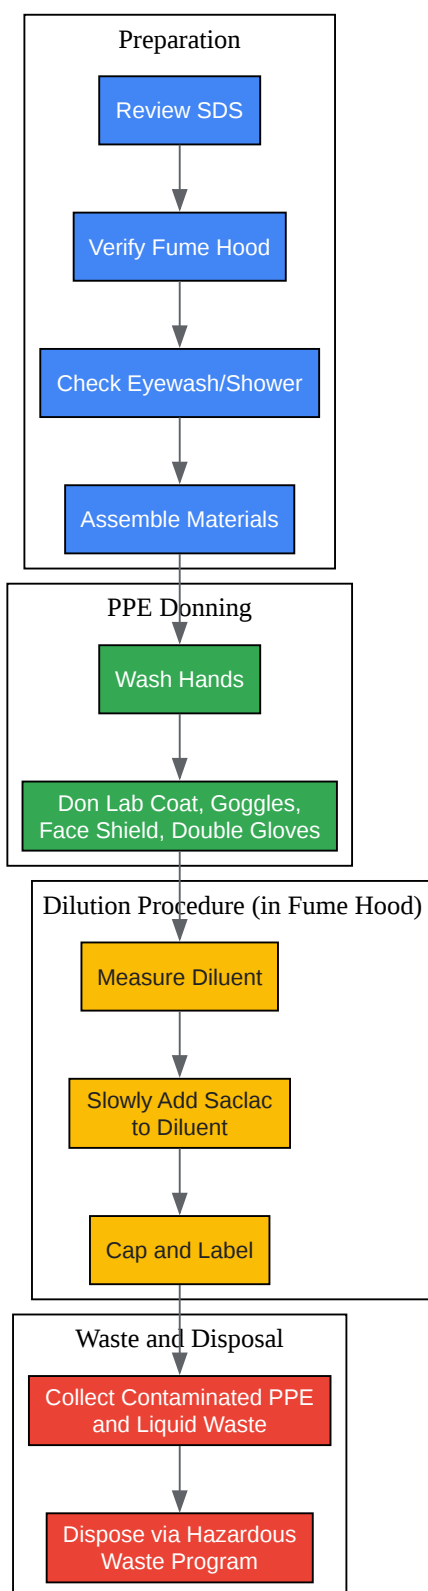 Preparation
Review SDS
Verify Fume Hood
Check Eyewash/Shower
Assemble Materials
PPE Donning
Wash Hands
Don Lab Coat, Goggles,
Face Shield, Double Gloves
Dilution Procedure (in Fume Hood)
Measure Diluent
Slowly Add Saclac
to Diluent
Cap and Label
Waste and Disposal
Collect Contaminated PPE
and Liquid Waste
Dispose via Hazardous
Waste Program